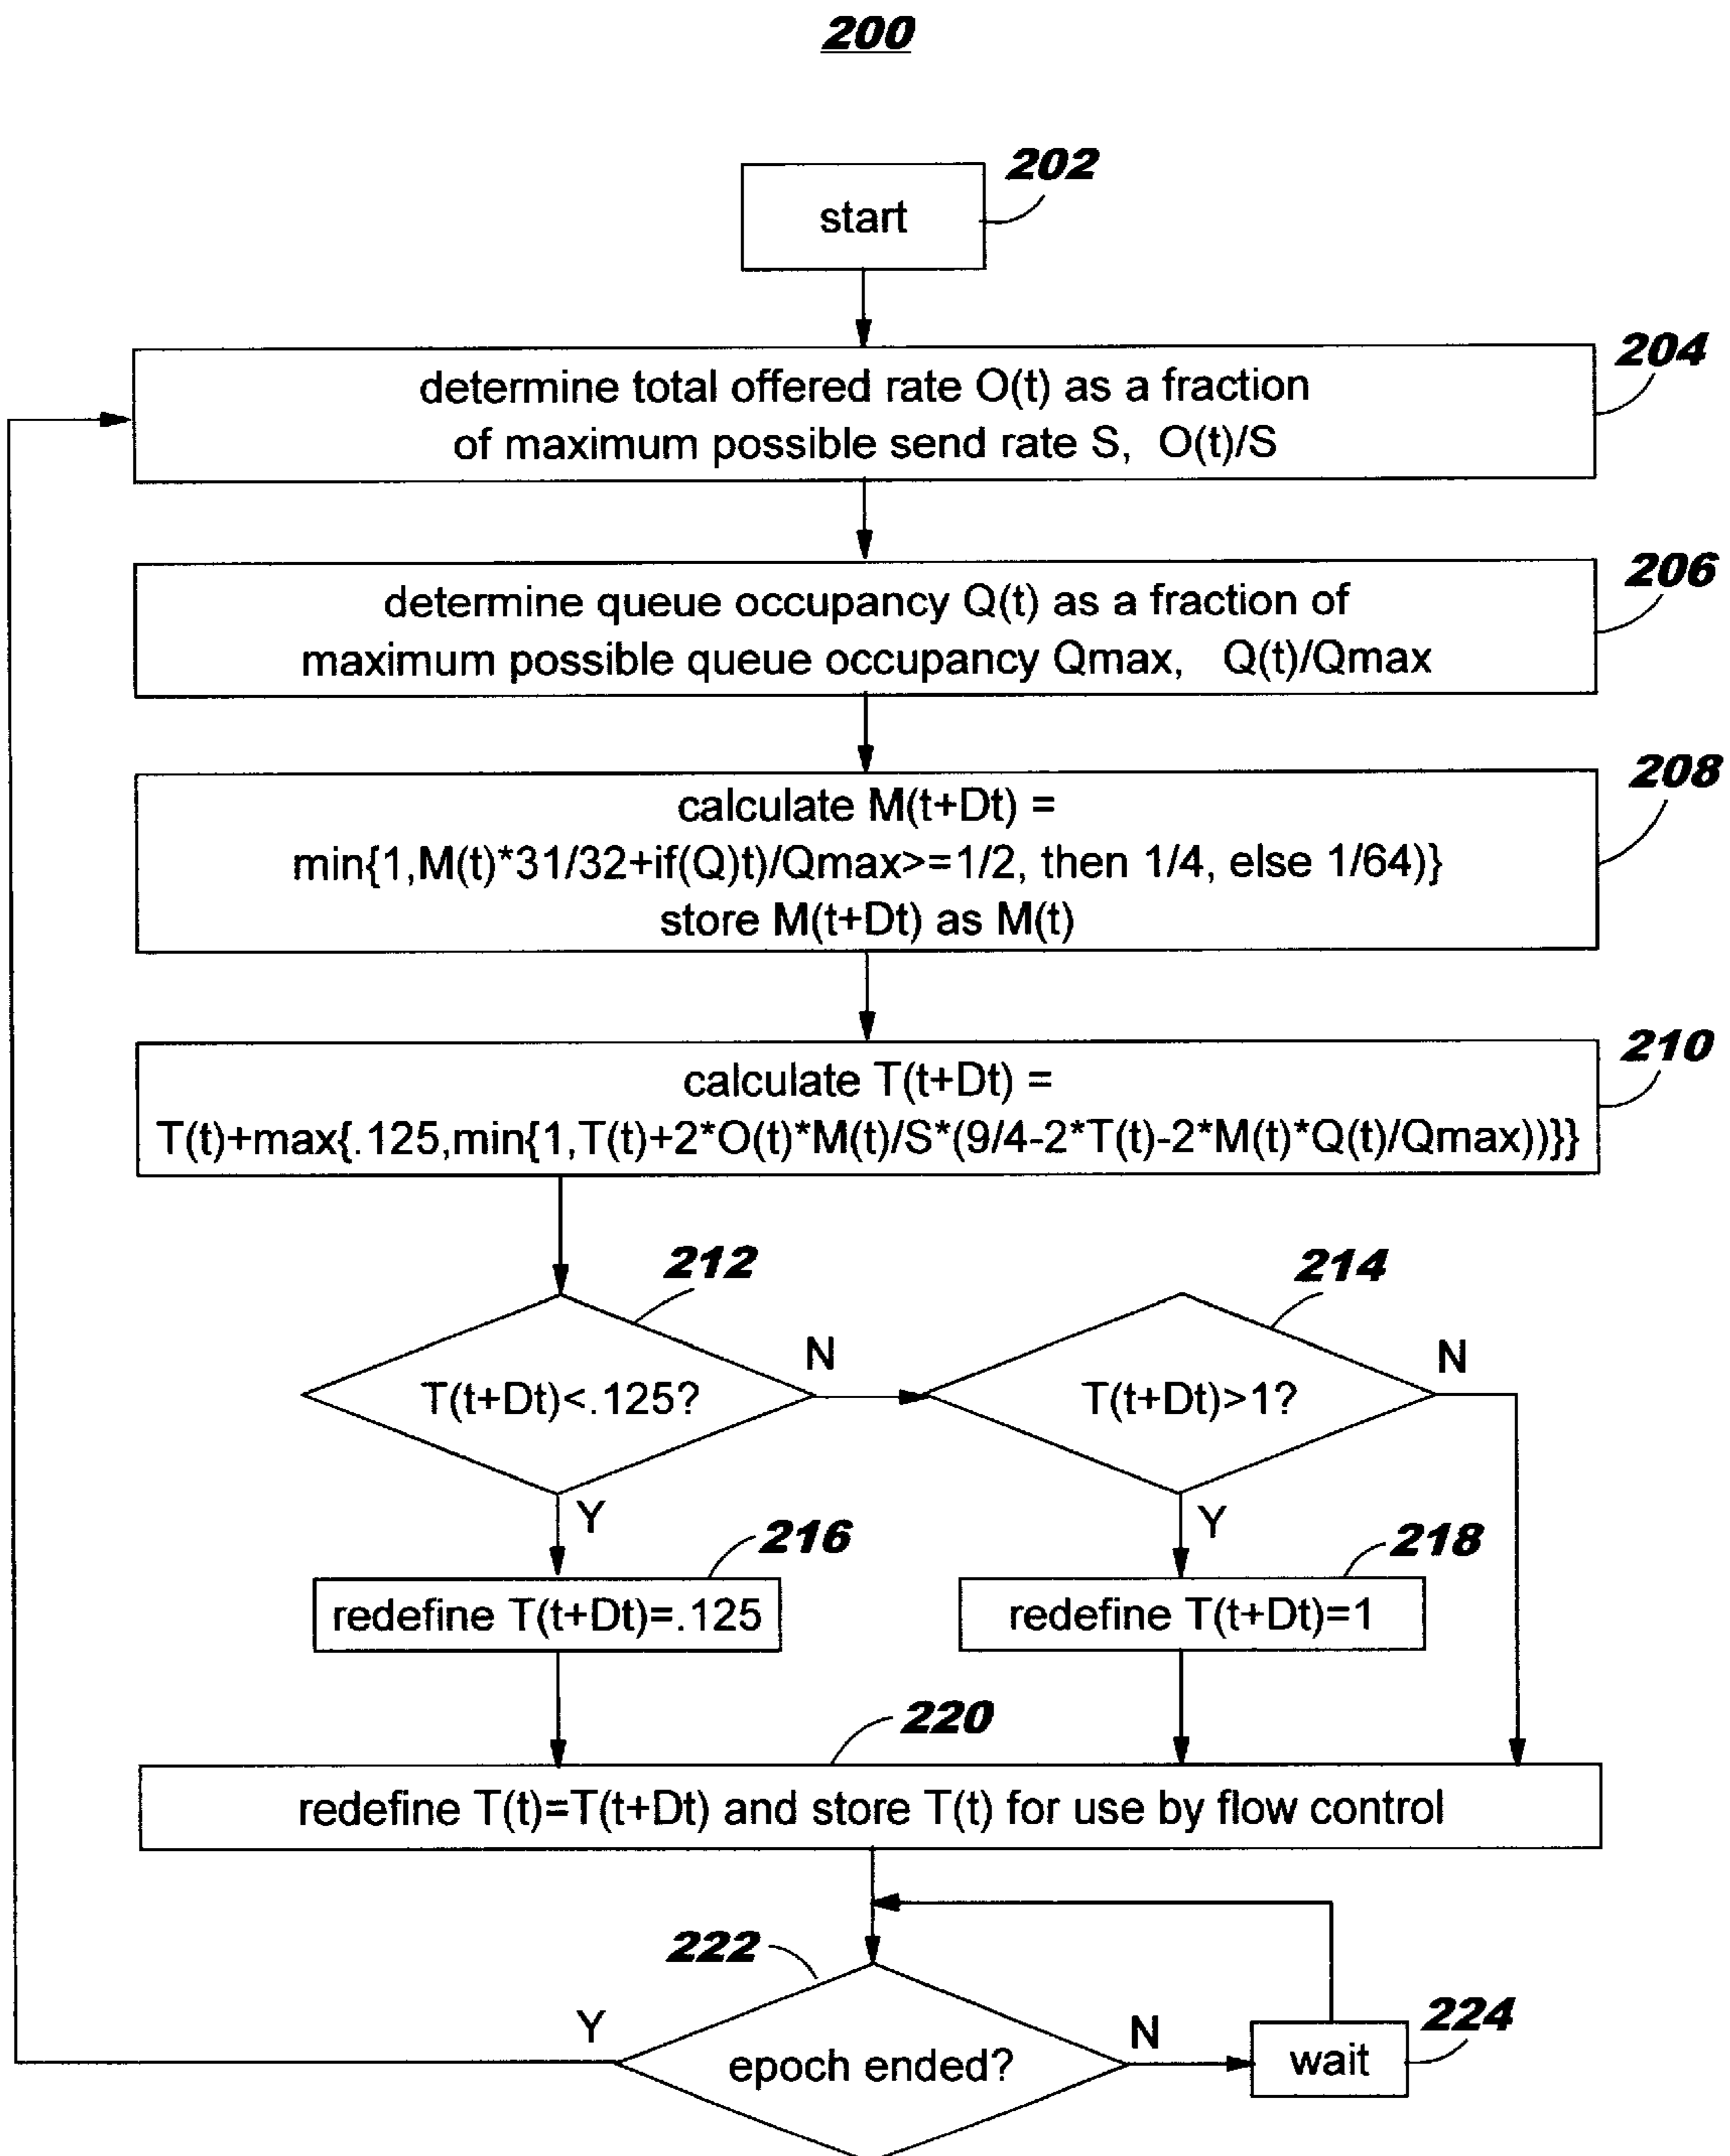 200
202
start
204
determine total offered rate O(t) as a fraction
of maximum possible send rate S, O(t)/S
206
determine queue occupancy Q(t) as a fraction of
maximum possible queue occupancy Qmax, Q(t)/Qmax
208
calculate M(t+Dt) =
min{1,M(t)*31/32+if(Q)t)/Qmax>=1/2, then 1/4, else 1/64)}
store M(t+Dt) as M(t)
210
calculate T(t+Dt) =
T(t)+max{.125,min{1,T(t)+2*O(t)*M(t)/S*(9/4-2*T(t)-2*M(t)*Q(t)/Qmax))}}
212
214
T(t+Dt)<.125?
N
T(t+Dt)>1?
N
Y
Y
216
218
redefine T(t+Dt)=.125
redefine T(t+Dt)=1
220
redefine T(t)=T(t+Dt) and store T(t) for use by flow control
222
Y
epoch ended?
N
224
wait